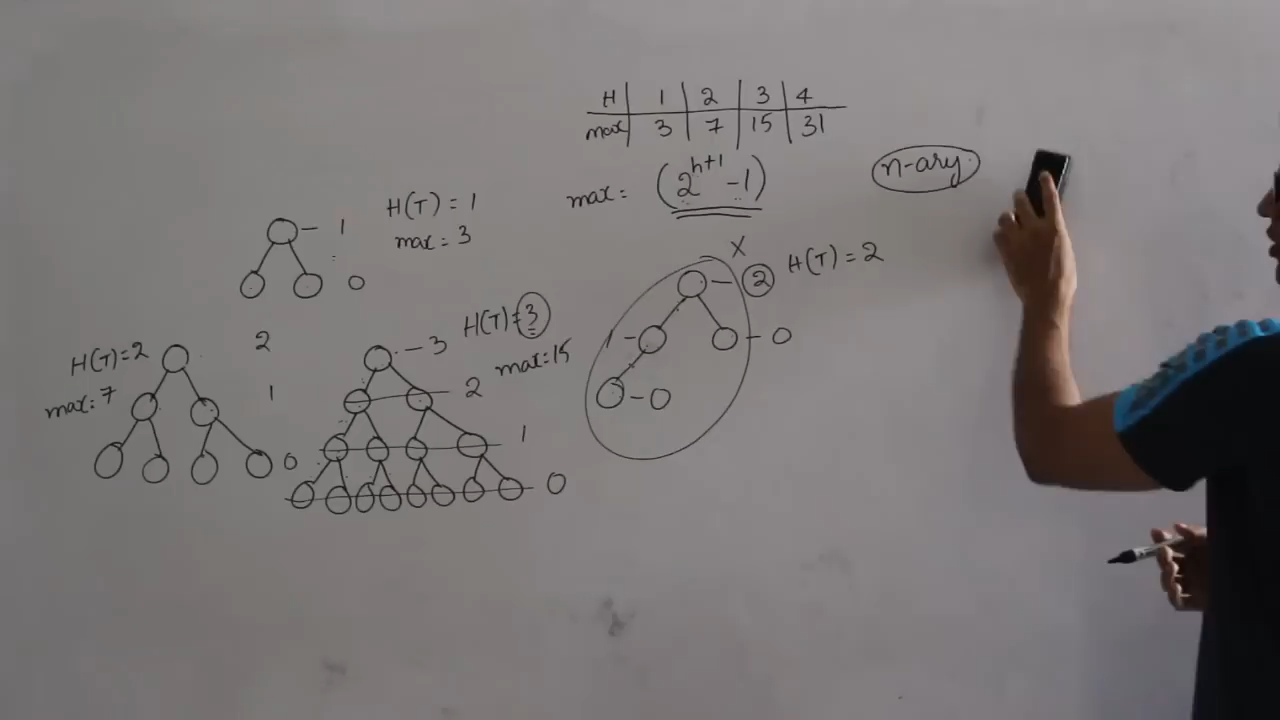 H 1 2 3 4
max 3 7 15 31
max = (2^{h+1} - 1)
n-ary
- 1
0
H(T) = 1
max = 3
X
- 2
H(T) = 2
1 -
- 0
- 0
H(T)=2
max: 7
2
1
0
H(T) = 3
max: 15
- 3
2
1
0